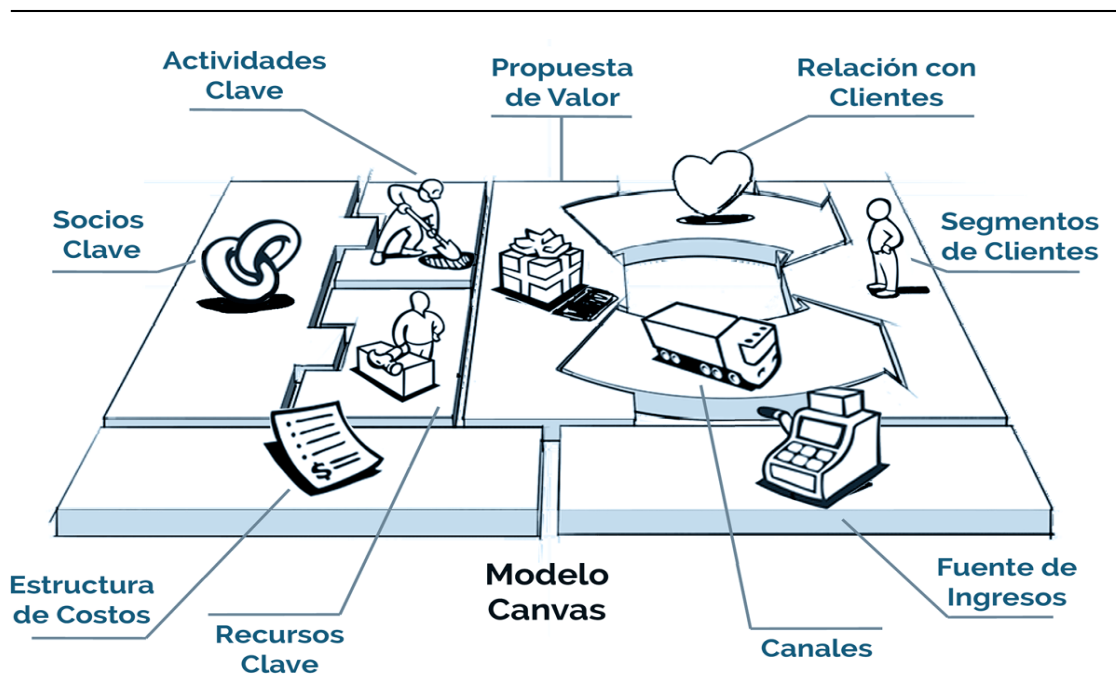 Actividades
Clave
Propuesta
de Valor
Relación con
Clientes
Socios
Clave
Segmentos
de Clientes
$
Modelo
Canvas
Estructura
de Costos
Recursos
Clave
Canales
Fuente de
Ingresos